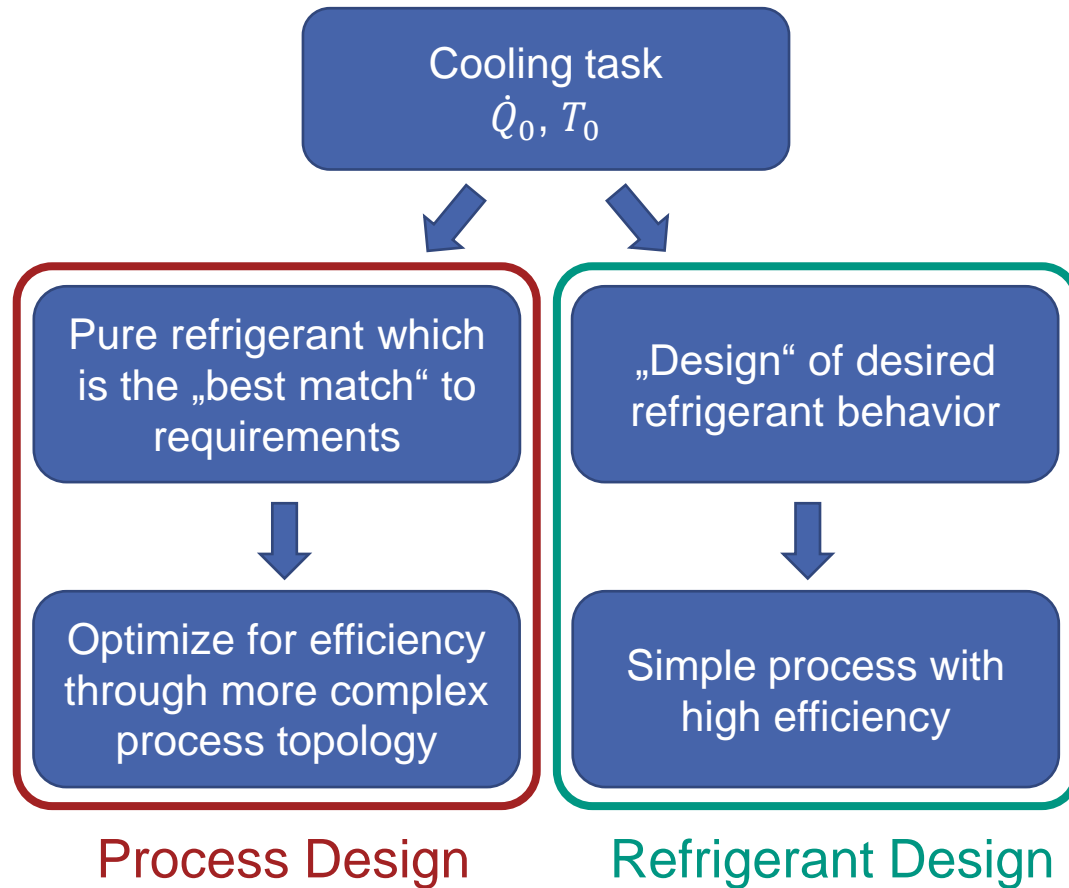 Cooling task
Q̇₀, T₀
Pure refrigerant which
is the „best match“ to
requirements
Optimize for efficiency
through more complex
process topology
Process Design
„Design“ of desired
refrigerant behavior
Simple process with
high efficiency
Refrigerant Design